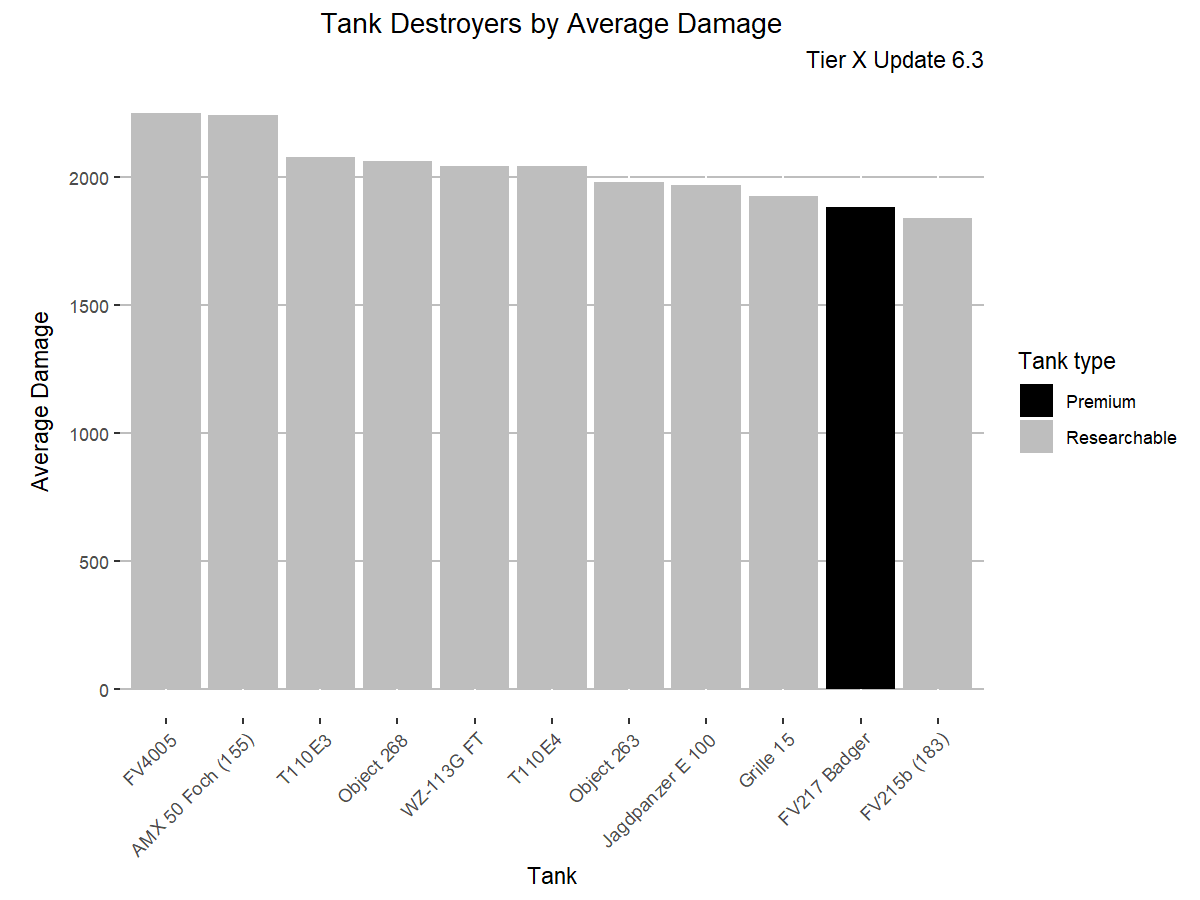 Tank Destroyers by Average Damage
Tier X Update 6.3
Average Damage
2000
1500
1000
500
0
FV4005
AMX 50 Foch (155)
T110E3
Object 268
WZ-113G FT
T110E4
Object 263
Jagdpanzer E 100
Grille 15
FV217 Badger
FV215b (183)
Tank
Tank type
Premium
Researchable